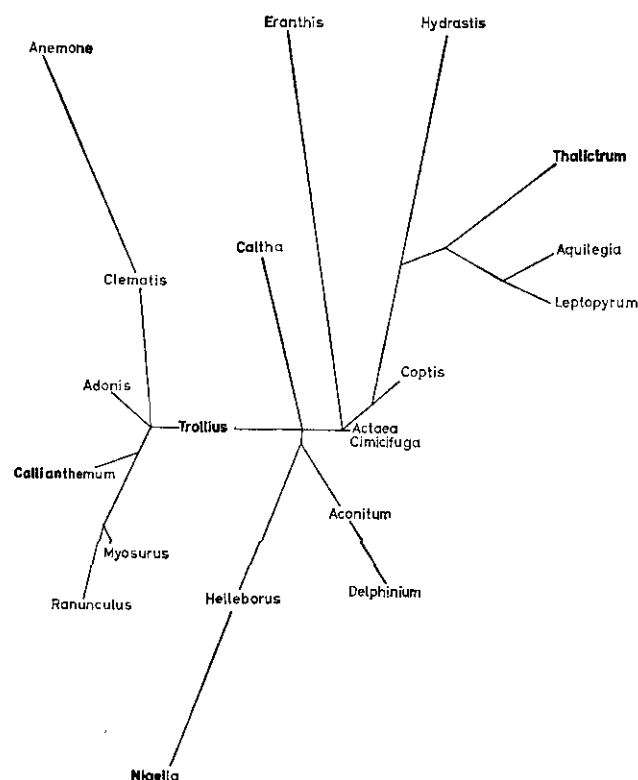 Eranthis
Hydrastis
Anemone
Thalictrum
Caltha
Aquilegia
Clematis
Leptopyrum
Coptis
Adonis
Trollius
Actaea
Cimicifuga
Callianthemum
Aconitum
Myosurus
Delphinium
Helleborus
Ranunculus
Nigella